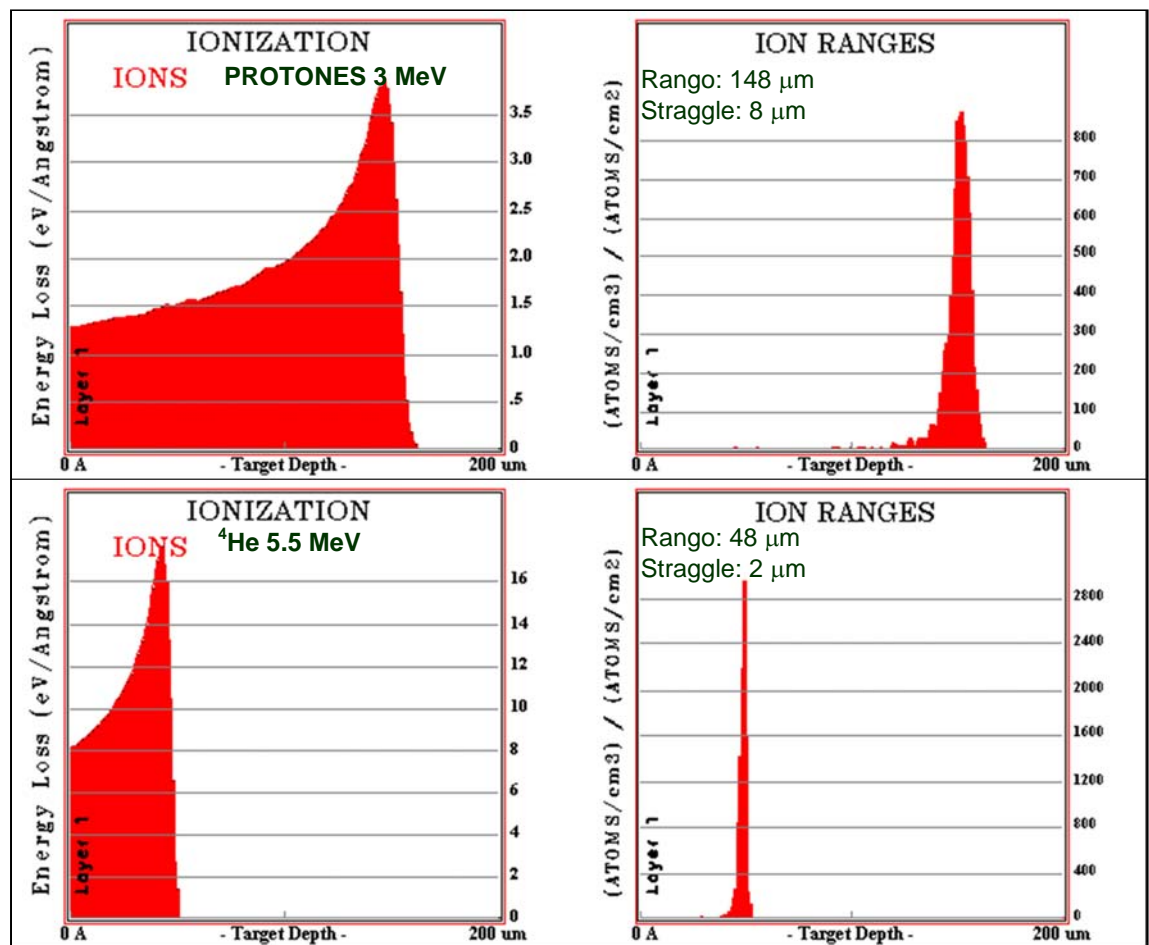 IONIZATION
IONS PROTONES 3 MeV
Energy Loss (eV/Angstrom)
3.5
3.0
2.5
2.0
1.5
1.0
.5
0
Layer 1
0 A - Target Depth - 200 um
ION RANGES
Rango: 148 μm
Straggle: 8 μm
(ATOMS/cm3) / (ATOMS/cm2)
800
700
600
500
400
300
200
100
0
Layer 1
0 A - Target Depth - 200 um
IONIZATION
IONS ⁴He 5.5 MeV
Energy Loss (eV/Angstrom)
16
14
12
10
8
6
4
2
0
Layer 1
0 A - Target Depth - 200 um
ION RANGES
Rango: 48 μm
Straggle: 2 μm
(ATOMS/cm3) / (ATOMS/cm2)
2800
2400
2000
1600
1200
800
400
0
Layer 1
0 A - Target Depth - 200 um